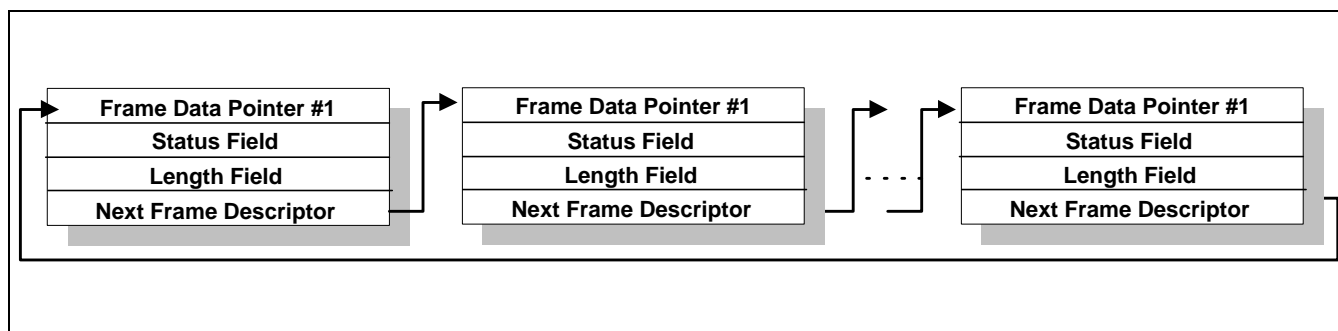 Frame Data Pointer #1
Status Field
Length Field
Next Frame Descriptor
Frame Data Pointer #1
Status Field
Length Field
Next Frame Descriptor
Frame Data Pointer #1
Status Field
Length Field
Next Frame Descriptor